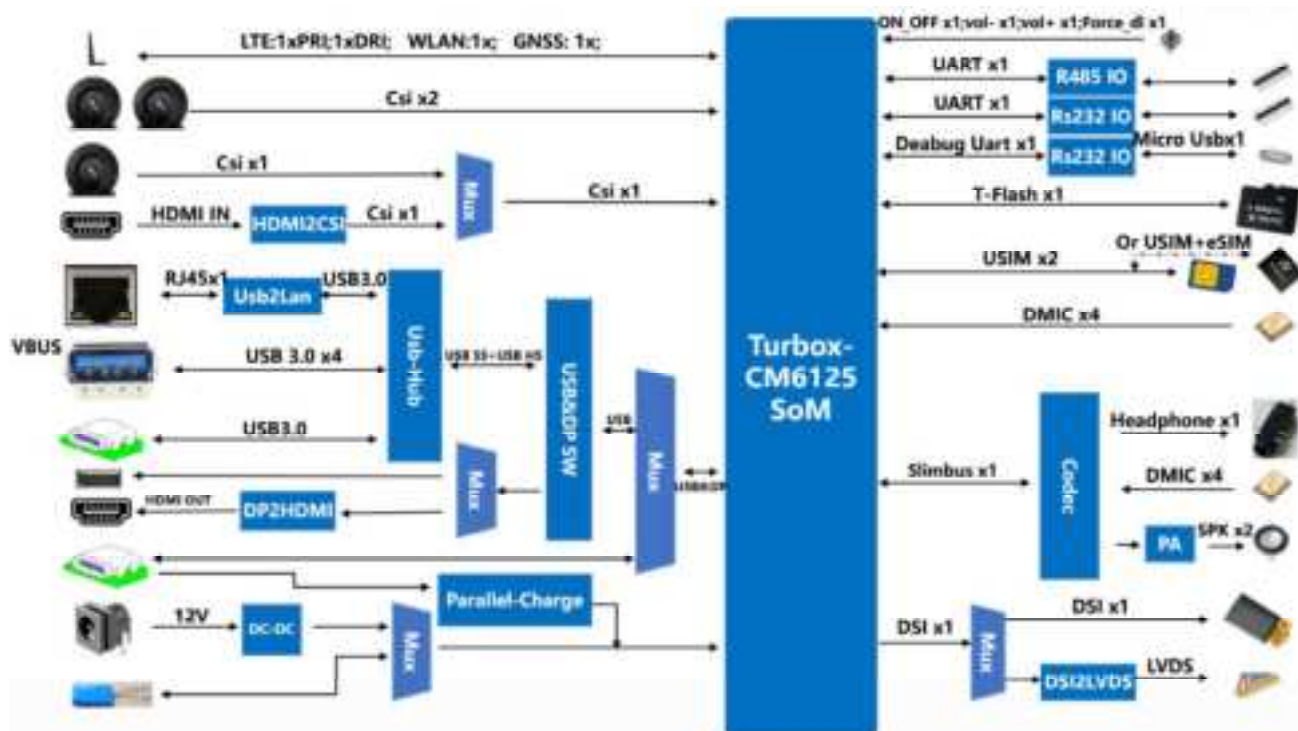 LTE:1xPRI;1xDRI; WLAN:1x; GNSS: 1x;
Csi x2
Csi x1
Mux
Csi x1
HDMI IN
HDMI2CSI
Csi x1
RJ45x1
Usb2Lan
USB3.0
VBUS
USB 3.0 x4
Usb-Hub
USB SS+USB HS
USB3.0
USB&DP SW
USB
Mux
Mux
HDMI OUT
DP2HDMI
Parallel-Charge
12V
DC-DC
Mux
Turbox-
CM6125
SoM
ON_OFF x1;vol- x1;vol+ x1;Force_dl x1
UART x1
R485 IO
UART x1
Rs232 IO
Deabug Uart x1
Rs232 IO
Micro Usbx1
T-Flash x1
Or USIM+eSIM
USIM x2
DMIC x4
Slimbus x1
Codec
Headphone x1
DMIC x4
PA
SPK x2
DSI x1
Mux
DSI x1
DSI2LVDS
LVDS